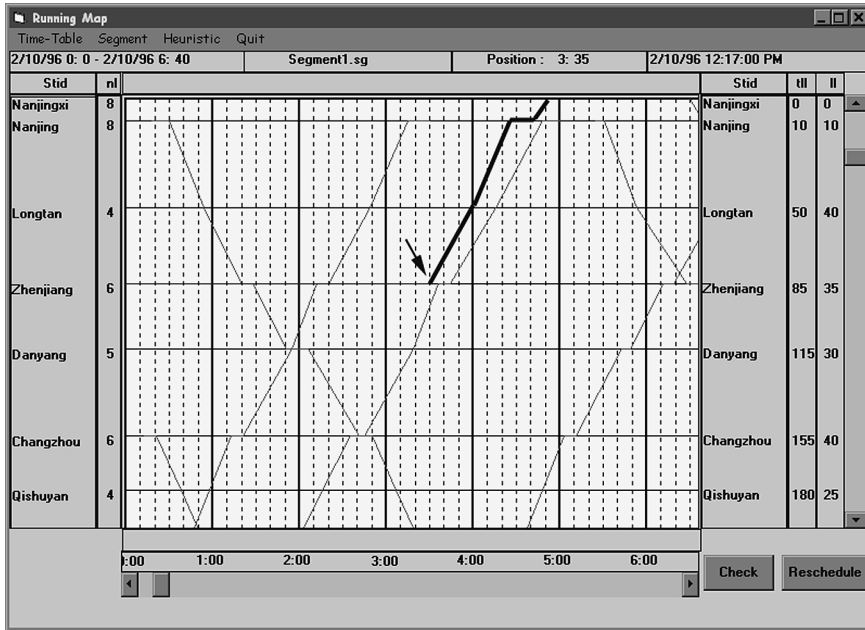 Running Map
Time-Table Segment Heuristic Quit
2/10/96 0: 0 - 2/10/96 6: 40 Segment1.sg Position : 3: 35 2/10/96 12:17:00 PM
Stid nl Stid tll ll
Nanjingxi 8 Nanjingxi 0 0
Nanjing 8 Nanjing 10 10
Longtan 4 Longtan 50 40
Zhenjiang 6 Zhenjiang 85 35
Danyang 5 Danyang 115 30
Changzhou 6 Changzhou 155 40
Qishuyan 4 Qishuyan 180 25
):00 1:00 2:00 3:00 4:00 5:00 6:00
Check Reschedule